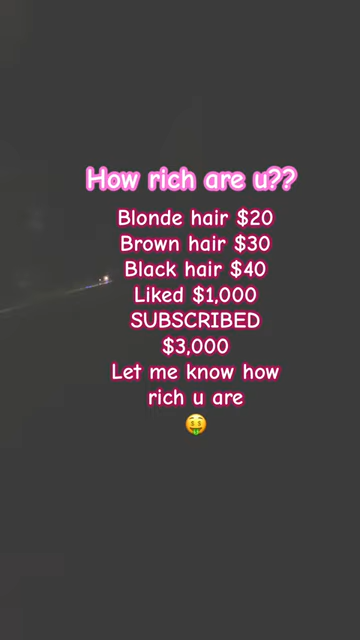 How rich are u??
Blonde hair $20
Brown hair $30
Black hair $40
Liked $1,000
SUBSCRIBED
$3,000
Let me know how
rich u are
🤑